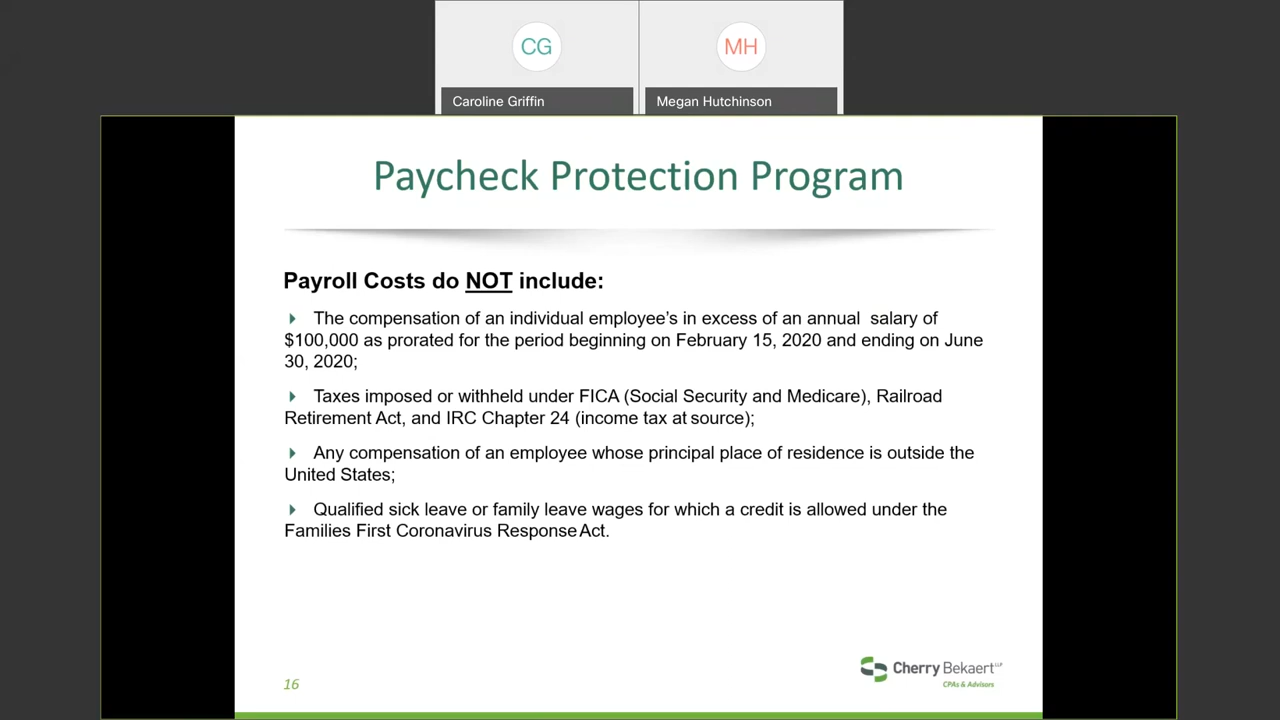 CG
MH
Caroline Griffin
Megan Hutchinson
Paycheck Protection Program
Payroll Costs do NOT include:
The compensation of an individual employee’s in excess of an annual salary of
$100,000 as prorated for the period beginning on February 15, 2020 and ending on June
30, 2020;
Taxes imposed or withheld under FICA (Social Security and Medicare), Railroad
Retirement Act, and IRC Chapter 24 (income tax at source);
Any compensation of an employee whose principal place of residence is outside the
United States;
Qualified sick leave or family leave wages for which a credit is allowed under the
Families First Coronavirus Response Act.
Cherry Bekaert LLP
CPAs & Advisors
16